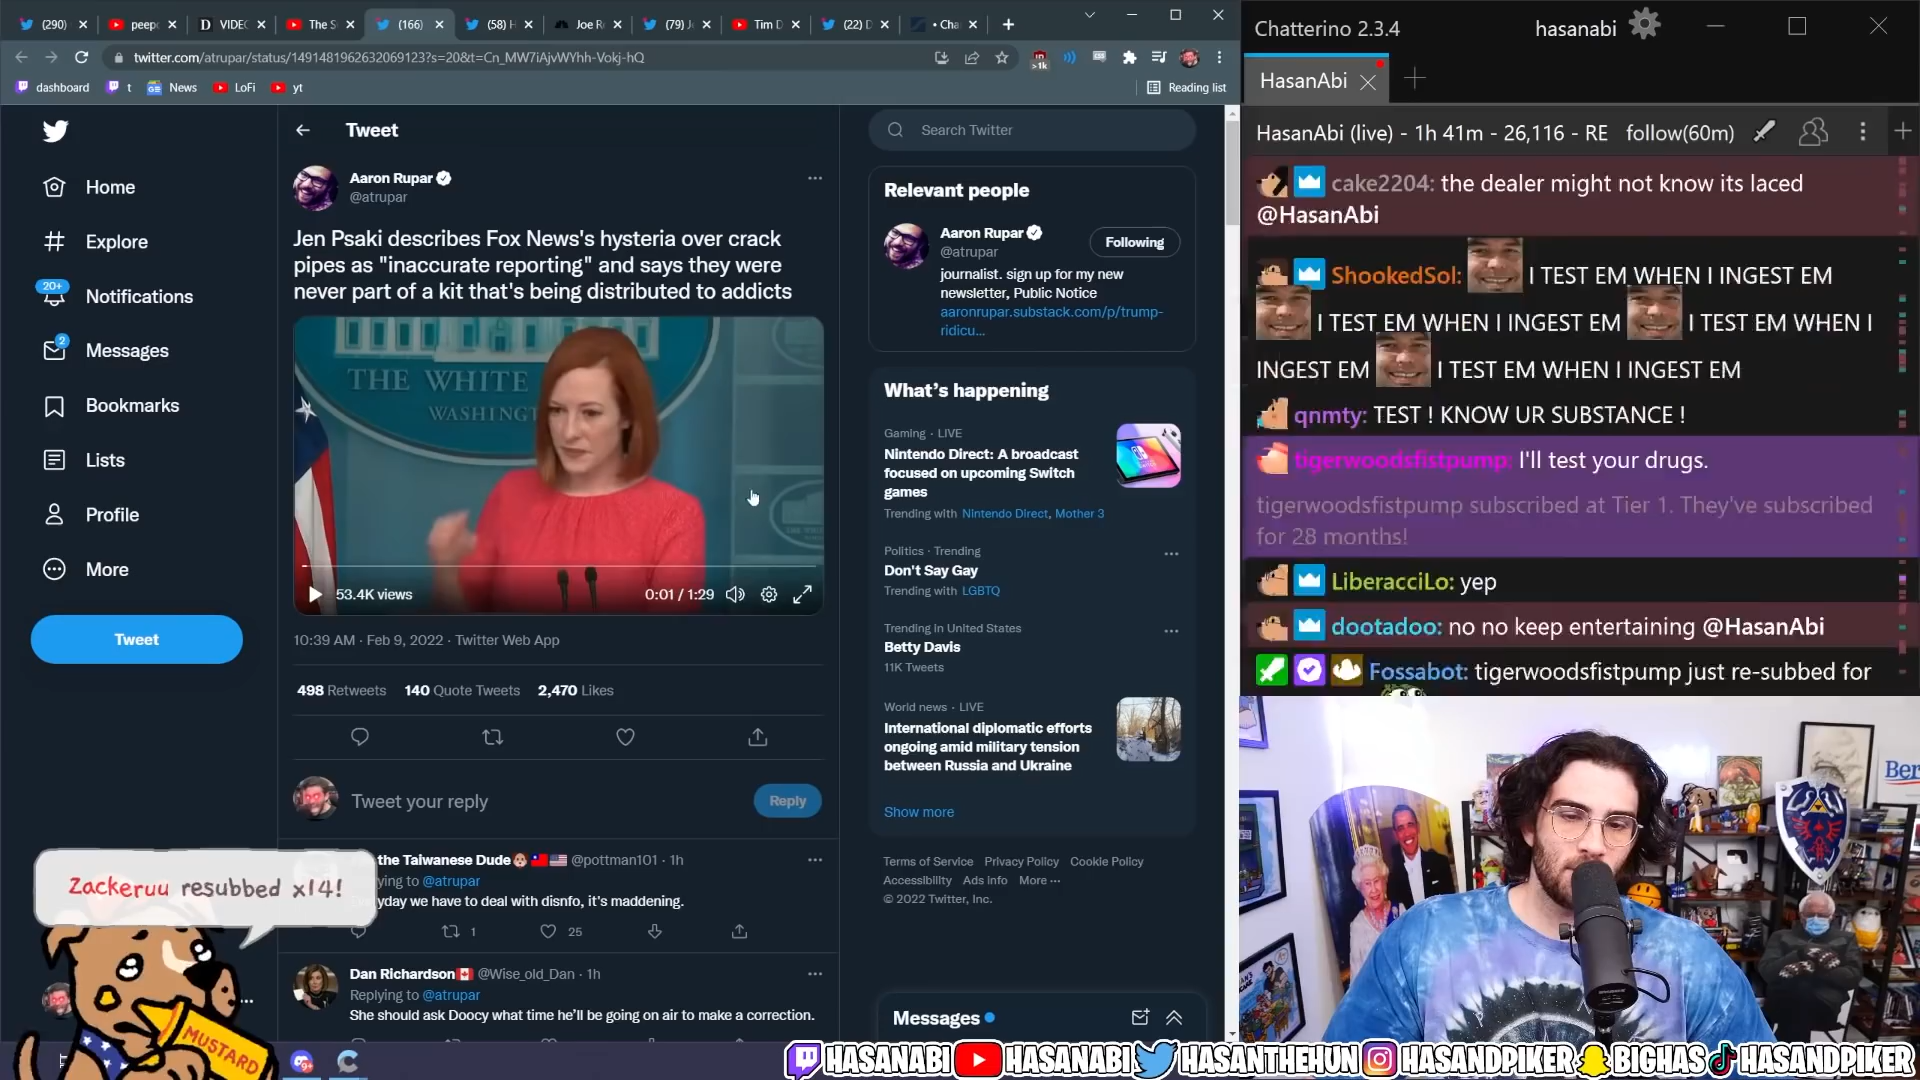 (290)
peepo
VIDEO
The S
(166)
(58) H
Joe R
(79) J
Tim D
(22) D
• Cha
twitter.com/atrupar/status/1491481962632069123?s=20&t=Cn_MW7iAjvWYhh-Vokj-hQ
dashboard
t
News
LoFi
yt
Reading list
Home
Explore
20+
Notifications
2
Messages
Bookmarks
Lists
Profile
More
Tweet
Tweet
Aaron Rupar
@atrupar
Jen Psaki describes Fox News's hysteria over crack
pipes as "inaccurate reporting" and says they were
never part of a kit that's being distributed to addicts
THE WHITE
WASHING
53.4K views
0:01 / 1:29
10:39 AM · Feb 9, 2022 · Twitter Web App
498 Retweets 140 Quote Tweets 2,470 Likes
Tweet your reply
Reply
the Taiwanese Dude @pottman101 · 1h
ying to @atrupar
yday we have to deal with disnfo, it's maddening.
1
25
Dan Richardson @Wise_old_Dan · 1h
Replying to @atrupar
She should ask Doocy what time he'll be going on air to make a correction.
Zackeruu resubbed x14!
MUSTARD
Search Twitter
Relevant people
Aaron Rupar
@atrupar
Following
journalist. sign up for my new
newsletter, Public Notice
aaronrupar.substack.com/p/trump-
ridicu...
What's happening
Gaming · LIVE
Nintendo Direct: A broadcast
focused on upcoming Switch
games
Trending with Nintendo Direct, Mother 3
Politics · Trending
Don't Say Gay
Trending with LGBTQ
Trending in United States
Betty Davis
11K Tweets
World news · LIVE
International diplomatic efforts
ongoing amid military tension
between Russia and Ukraine
Show more
Terms of Service Privacy Policy Cookie Policy
Accessibility Ads Info More ···
© 2022 Twitter, Inc.
Messages
Chatterino 2.3.4
hasanabi
HasanAbi
HasanAbi (live) - 1h 41m - 26,116 - RE
follow(60m)
cake2204: the dealer might not know its laced
@HasanAbi
ShookedSol: I TEST EM WHEN I INGEST EM
I TEST EM WHEN I INGEST EM I TEST EM WHEN I
INGEST EM I TEST EM WHEN I INGEST EM
qnmty: TEST ! KNOW UR SUBSTANCE !
tigerwoodsfistpump: I'll test your drugs.
tigerwoodsfistpump subscribed at Tier 1. They've subscribed
for 28 months!
LiberacciLo: yep
dootadoo: no no keep entertaining @HasanAbi
Fossabot: tigerwoodsfistpump just re-subbed for
Ber
HASANABI HASANABI HASANTHEHUN HASANDPIKER BIGHAS HASANDPIKER